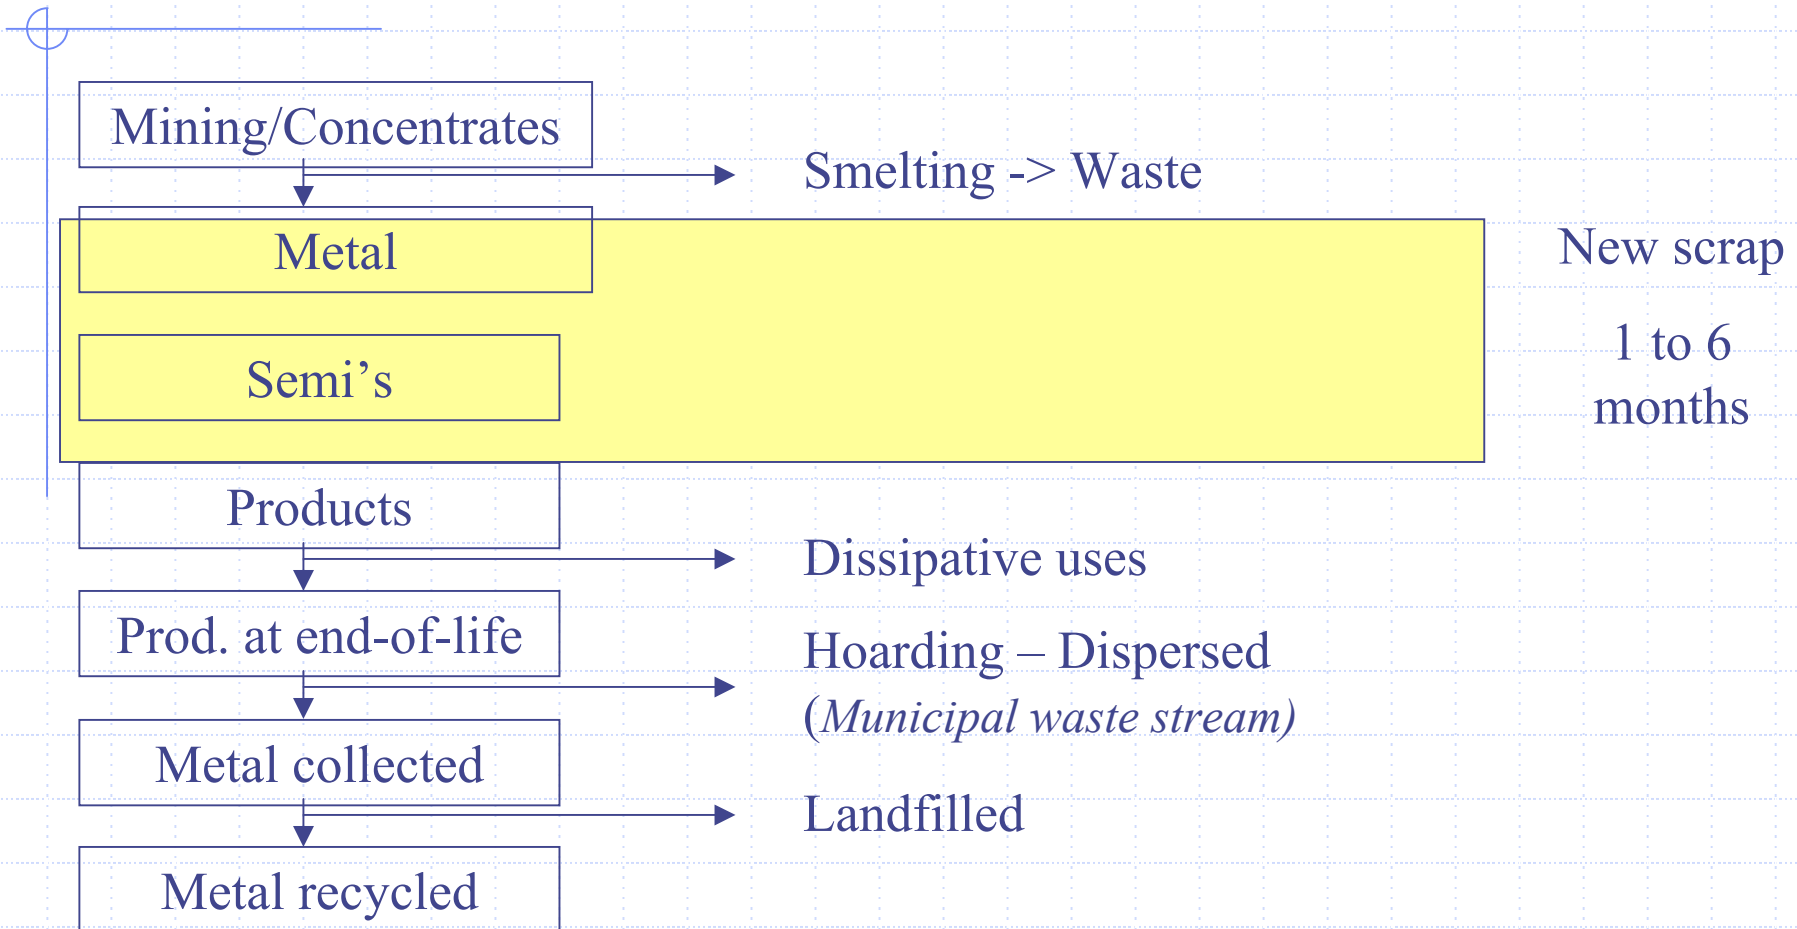 Mining/Concentrates
Smelting -> Waste
Metal
New scrap
1 to 6
months
Semi’s
Products
Dissipative uses
Prod. at end-of-life
Hoarding – Dispersed
(Municipal waste stream)
Metal collected
Landfilled
Metal recycled